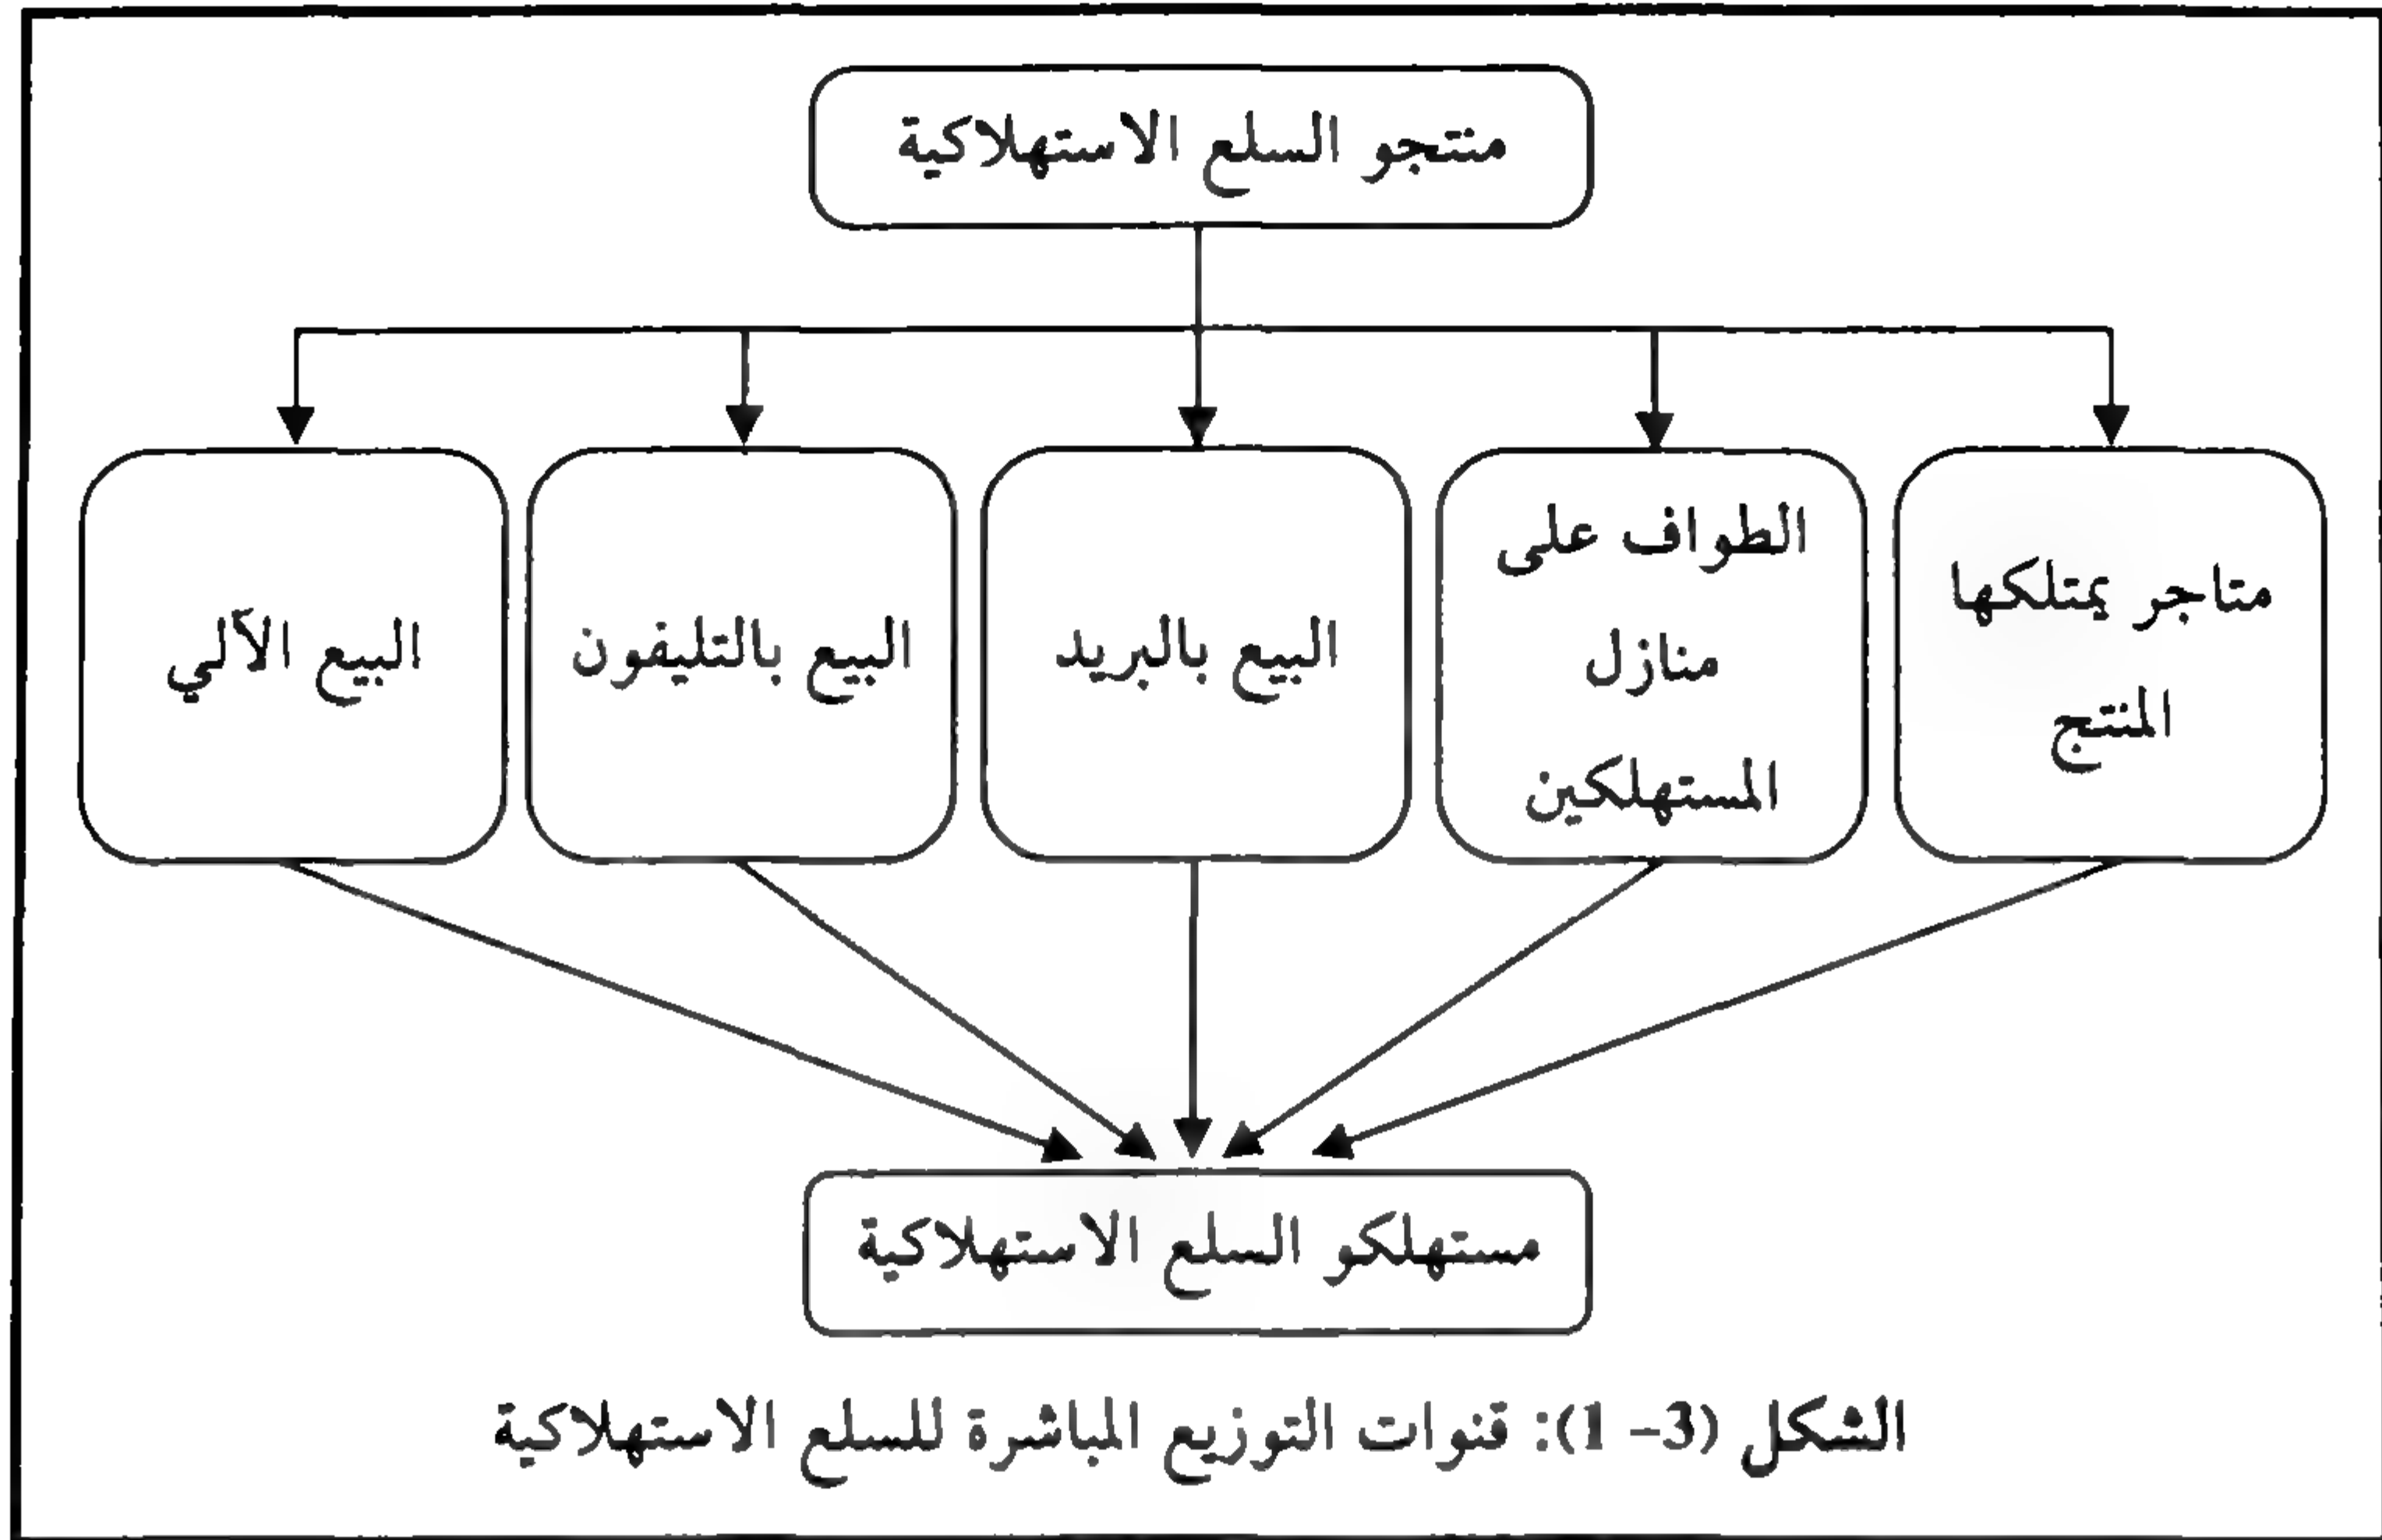 منتجو السلع الاستهلاكية
متاجر يمتلكها
المنتج
الطواف على
منازل
المستهلكين
البيع بالبريد
البيع بالتليفون
البيع الآلي
مستهلكو السلع الاستهلاكية
الشكل (3- 1): قنوات التوزيع المباشرة للسلع الاستهلاكية